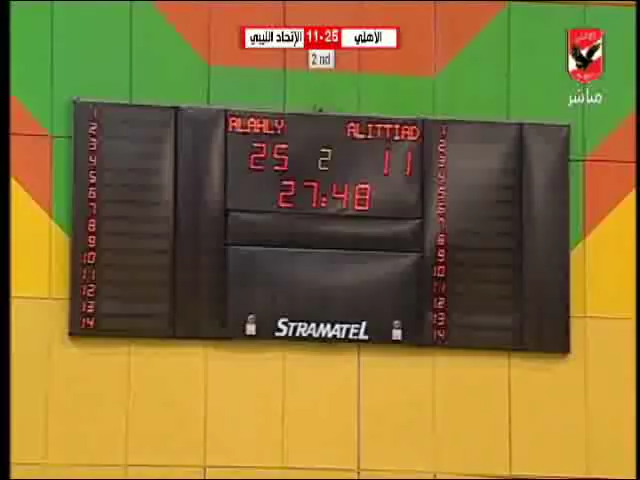 الأهلي 25-11 الإتحاد الليبي
2 nd
الأهلي
مباشر
ALAHLY ALITTIAD
25 2 11
27:48
1 1
2 2
3 3
4 4
5 5
6 6
7 7
8 8
9 9
10 10
11 11
12 12
13 13
14 14
STRAMATEL